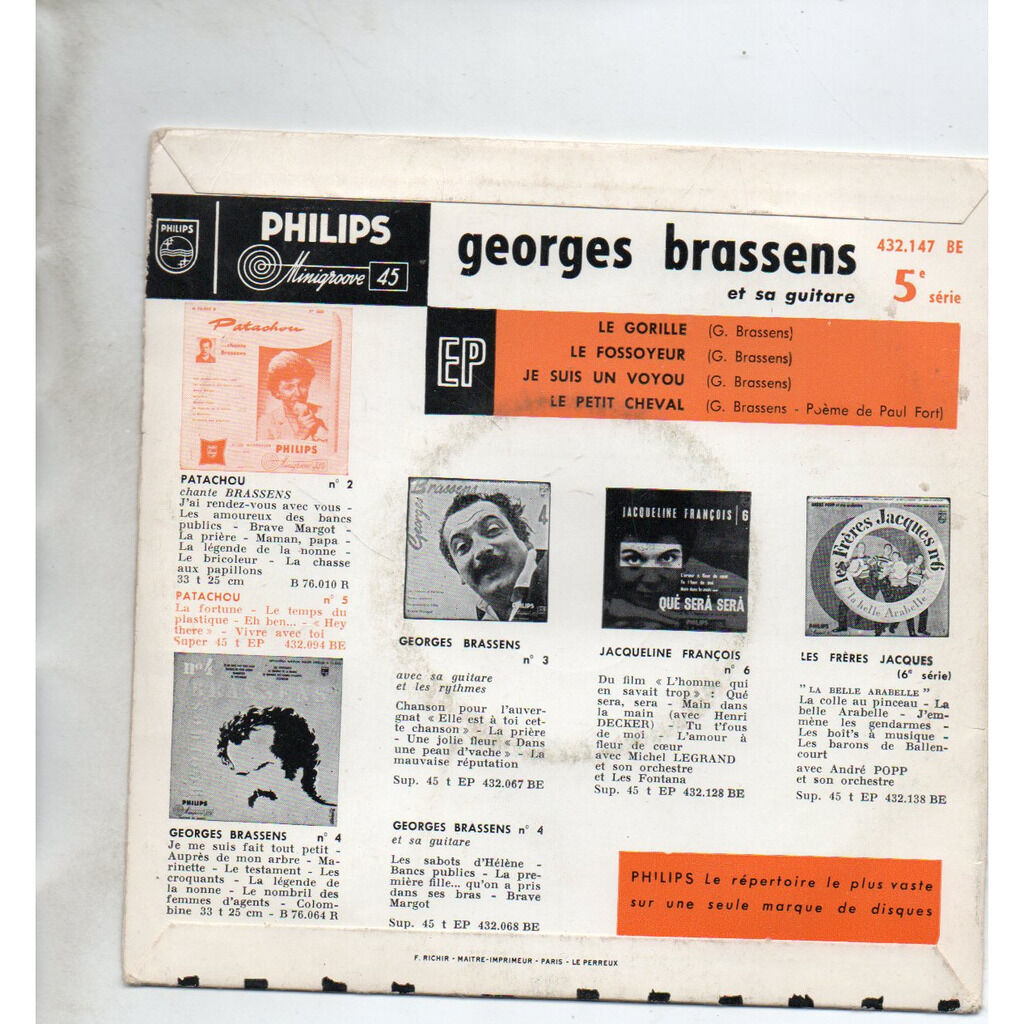 PHILIPS
PHILIPS
Minigroove 45
georges brassens
et sa guitare
432.147 BE
5e série
EP
LE GORILLE (G. Brassens)
LE FOSSOYEUR (G. Brassens)
JE SUIS UN VOYOU (G. Brassens)
LE PETIT CHEVAL (G. Brassens - Poème de Paul Fort)
Patachou
...chante
Brassens
PHILIPS
Minigroove 33⅓
PATACHOU n° 2
chante BRASSENS
J'ai rendez-vous avec vous -
Les amoureux des bancs
publics - Brave Margot -
La prière - Maman, papa -
La légende de la nonne -
Le bricoleur - La chasse
aux papillons
33 t 25 cm B 76.010 R
PATACHOU n° 5
La fortune - Le temps du
plastique - Eh ben... - « Hey
there » - Vivre avec toi
Super 45 t EP 432.094 BE
n°4
BRASSENS
PHILIPS
GEORGES BRASSENS n° 4
Je me suis fait tout petit -
Auprès de mon arbre - Ma-
rinette - Le testament - Les
croquants - La légende de
la nonne - Le nombril des
femmes d'agents - Colom-
bine 33 t 25 cm - B 76.064 R
Georges Brassens
4
PHILIPS
GEORGES BRASSENS
n° 3
avec sa guitare
et les rythmes
Chanson pour l'auver-
gnat « Elle est à toi cet-
te chanson » - La prière
- Une jolie fleur « Dans
une peau d'vache » - La
mauvaise réputation
Sup. 45 t EP 432.067 BE
GEORGES BRASSENS n° 4
et sa guitare
Les sabots d'Hélène -
Bancs publics - La pre-
mière fille... qu'on a pris
dans ses bras - Brave
Margot
Sup. 45 t EP 432.068 BE
JACQUELINE FRANÇOIS 6
QUÉ SERÁ SERÁ
PHILIPS
JACQUELINE FRANÇOIS
n° 6
Du film « L'homme qui
en savait trop » : Qué
sera, sera - Main dans
la main (avec Henri
DECKER) - Tu t'fous
de moi - L'amour à
fleur de cœur
avec Michel LEGRAND
et son orchestre
et Les Fontana
Sup. 45 t EP 432.128 BE
les Frères Jacques n°6
"la belle Arabelle"
PHILIPS
LES FRÈRES JACQUES
(6e série)
"LA BELLE ARABELLE"
La colle au pinceau - La
belle Arabelle - J'em-
mène les gendarmes -
Les boît's à musique -
Les barons de Ballen-
court
avec André POPP
et son orchestre
Sup. 45 t EP 432.138 BE
PHILIPS Le répertoire le plus vaste
sur une seule marque de disques
F. RICHIR - MAITRE-IMPRIMEUR - PARIS - LE PERREUX